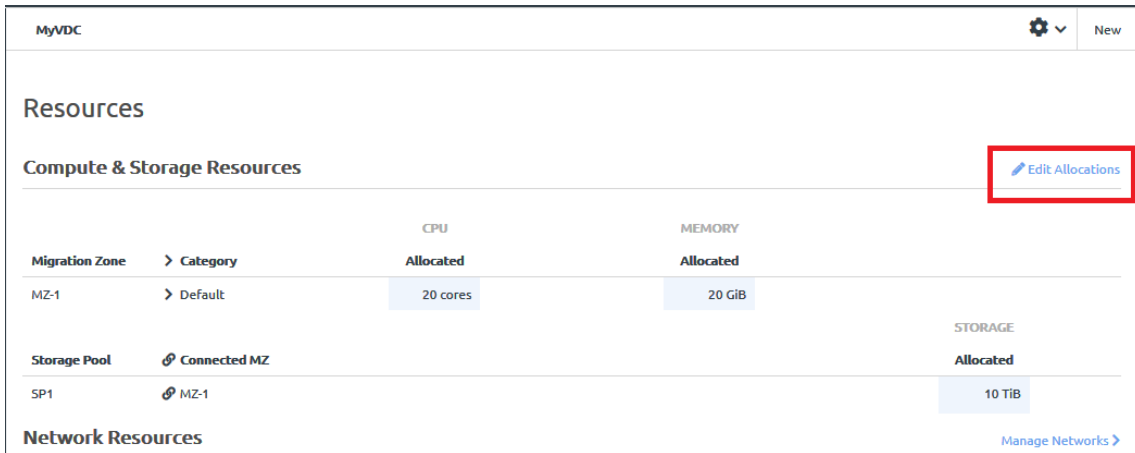 MyVDC New
Resources
Compute & Storage Resources Edit Allocations
CPU MEMORY
Migration Zone Category Allocated Allocated
MZ-1 Default 20 cores 20 GiB
STORAGE
Storage Pool Connected MZ Allocated
SP1 MZ-1 10 TiB
Network Resources Manage Networks